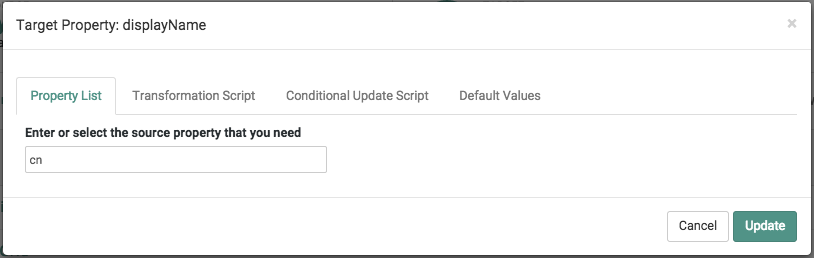 Target Property: displayName ×
Property List Transformation Script Conditional Update Script Default Values
Enter or select the source property that you need
cn
Cancel Update